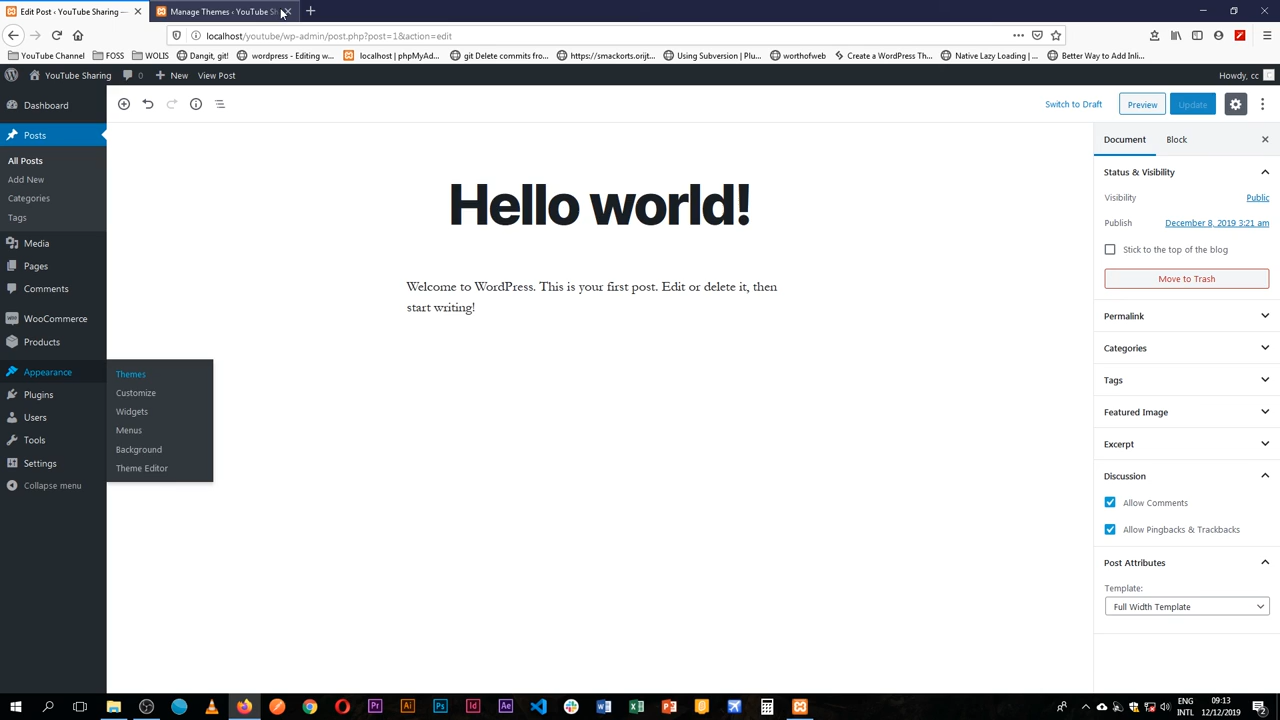 Edit Post ‹ YouTube Sharing —
Manage Themes ‹ YouTube Sh
localhost/youtube/wp-admin/post.php?post=1&action=edit
YouTube Channel
FOSS
WOLIS
Dangit, git!
wordpress - Editing w...
localhost | phpMyAd...
git Delete commits fro...
https://smackorts.orijt...
Using Subversion | Plu...
worthofweb
Create a WordPress Th...
Native Lazy Loading | ...
Better Way to Add Inli...
YouTube Sharing
0
New
View Post
Howdy, cc
Switch to Draft
Preview
Update
Dashboard
Posts
All Posts
Add New
Categories
Tags
Media
Pages
Comments
WooCommerce
Products
Appearance
Plugins
Users
Tools
Settings
Collapse menu
Themes
Customize
Widgets
Menus
Background
Theme Editor
Hello world!
Welcome to WordPress. This is your first post. Edit or delete it, then
start writing!
Document
Block
Status & Visibility
Visibility
Public
Publish
December 8, 2019 3:21 am
Stick to the top of the blog
Move to Trash
Permalink
Categories
Tags
Featured Image
Excerpt
Discussion
Allow Comments
Allow Pingbacks & Trackbacks
Post Attributes
Template:
Full Width Template
ENG
INTL
09:13
12/12/2019